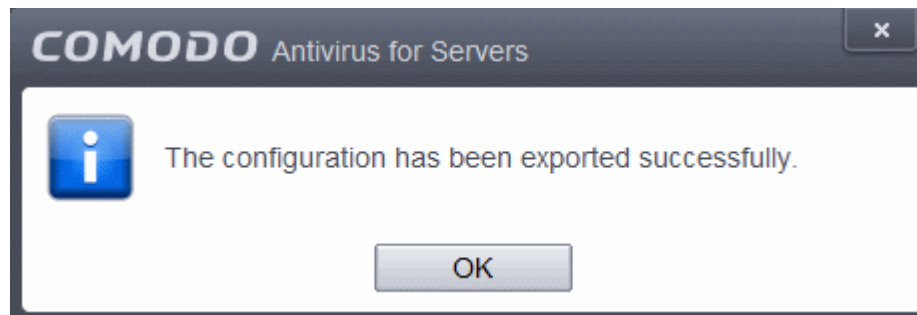 COMODO Antivirus for Servers
The configuration has been exported successfully.
OK